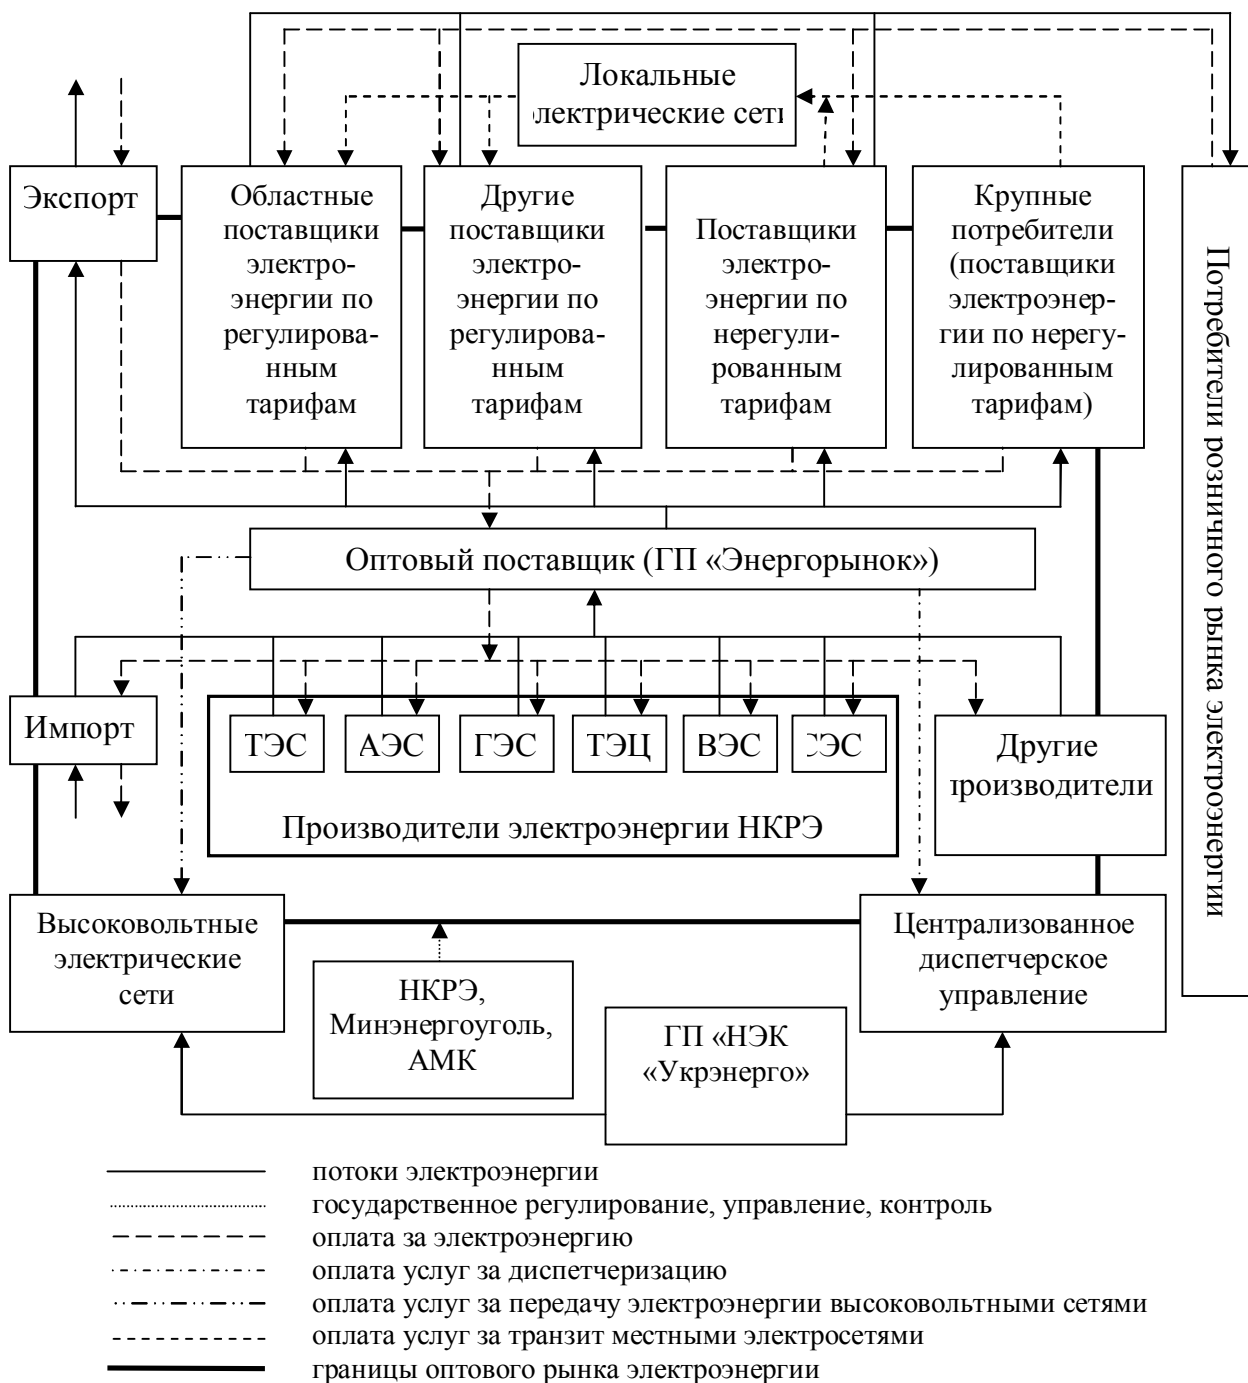 Локальные
лектрические сети
Экспорт
Областные
поставщики
электро-
энергии по
регулирова-
нным
тарифам
Другие
поставщики
электро-
энергии по
регулирова-
нным
тарифам
Поставщики
электро-
энергии по
нерегули-
рованным
тарифам
Крупные
потребители
(поставщики
электроэнер-
гии по нерегу-
лированным
тарифам)
Потребители розничного рынка электроэнергии
Оптовый поставщик (ГП «Энергорынок»)
Импорт
ТЭС
АЭС
ГЭС
ТЭЦ
ВЭС
СЭС
Другие
производители
Производители электроэнергии НКРЭ
Высоковольтные
электрические
сети
НКРЭ,
Минэнергоуголь,
АМК
ГП «НЭК
«Укрэнерго»
Централизованное
диспетчерское
управление
потоки электроэнергии
государственное регулирование, управление, контроль
оплата за электроэнергию
оплата услуг за диспетчеризацию
оплата услуг за передачу электроэнергии высоковольтными сетями
оплата услуг за транзит местными электросетями
границы оптового рынка электроэнергии